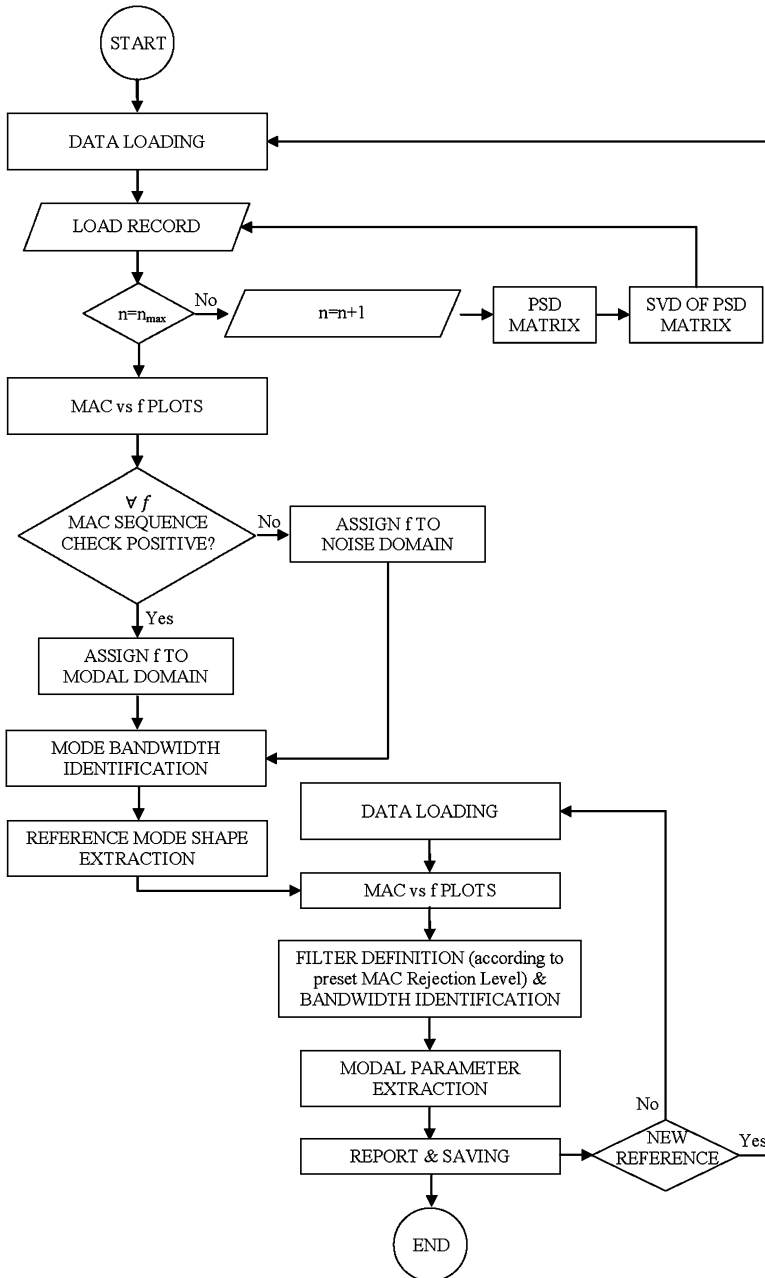 START
DATA LOADING
LOAD RECORD
n=nmax
No
n=n+1
PSD
MATRIX
SVD OF PSD
MATRIX
MAC vs f PLOTS
∀ f
MAC SEQUENCE
CHECK POSITIVE?
No
ASSIGN f TO
NOISE DOMAIN
Yes
ASSIGN f TO
MODAL DOMAIN
MODE BANDWIDTH
IDENTIFICATION
REFERENCE MODE SHAPE
EXTRACTION
DATA LOADING
MAC vs f PLOTS
FILTER DEFINITION (according to
preset MAC Rejection Level) &
BANDWIDTH IDENTIFICATION
MODAL PARAMETER
EXTRACTION
REPORT & SAVING
No
NEW
REFERENCE
Yes
END